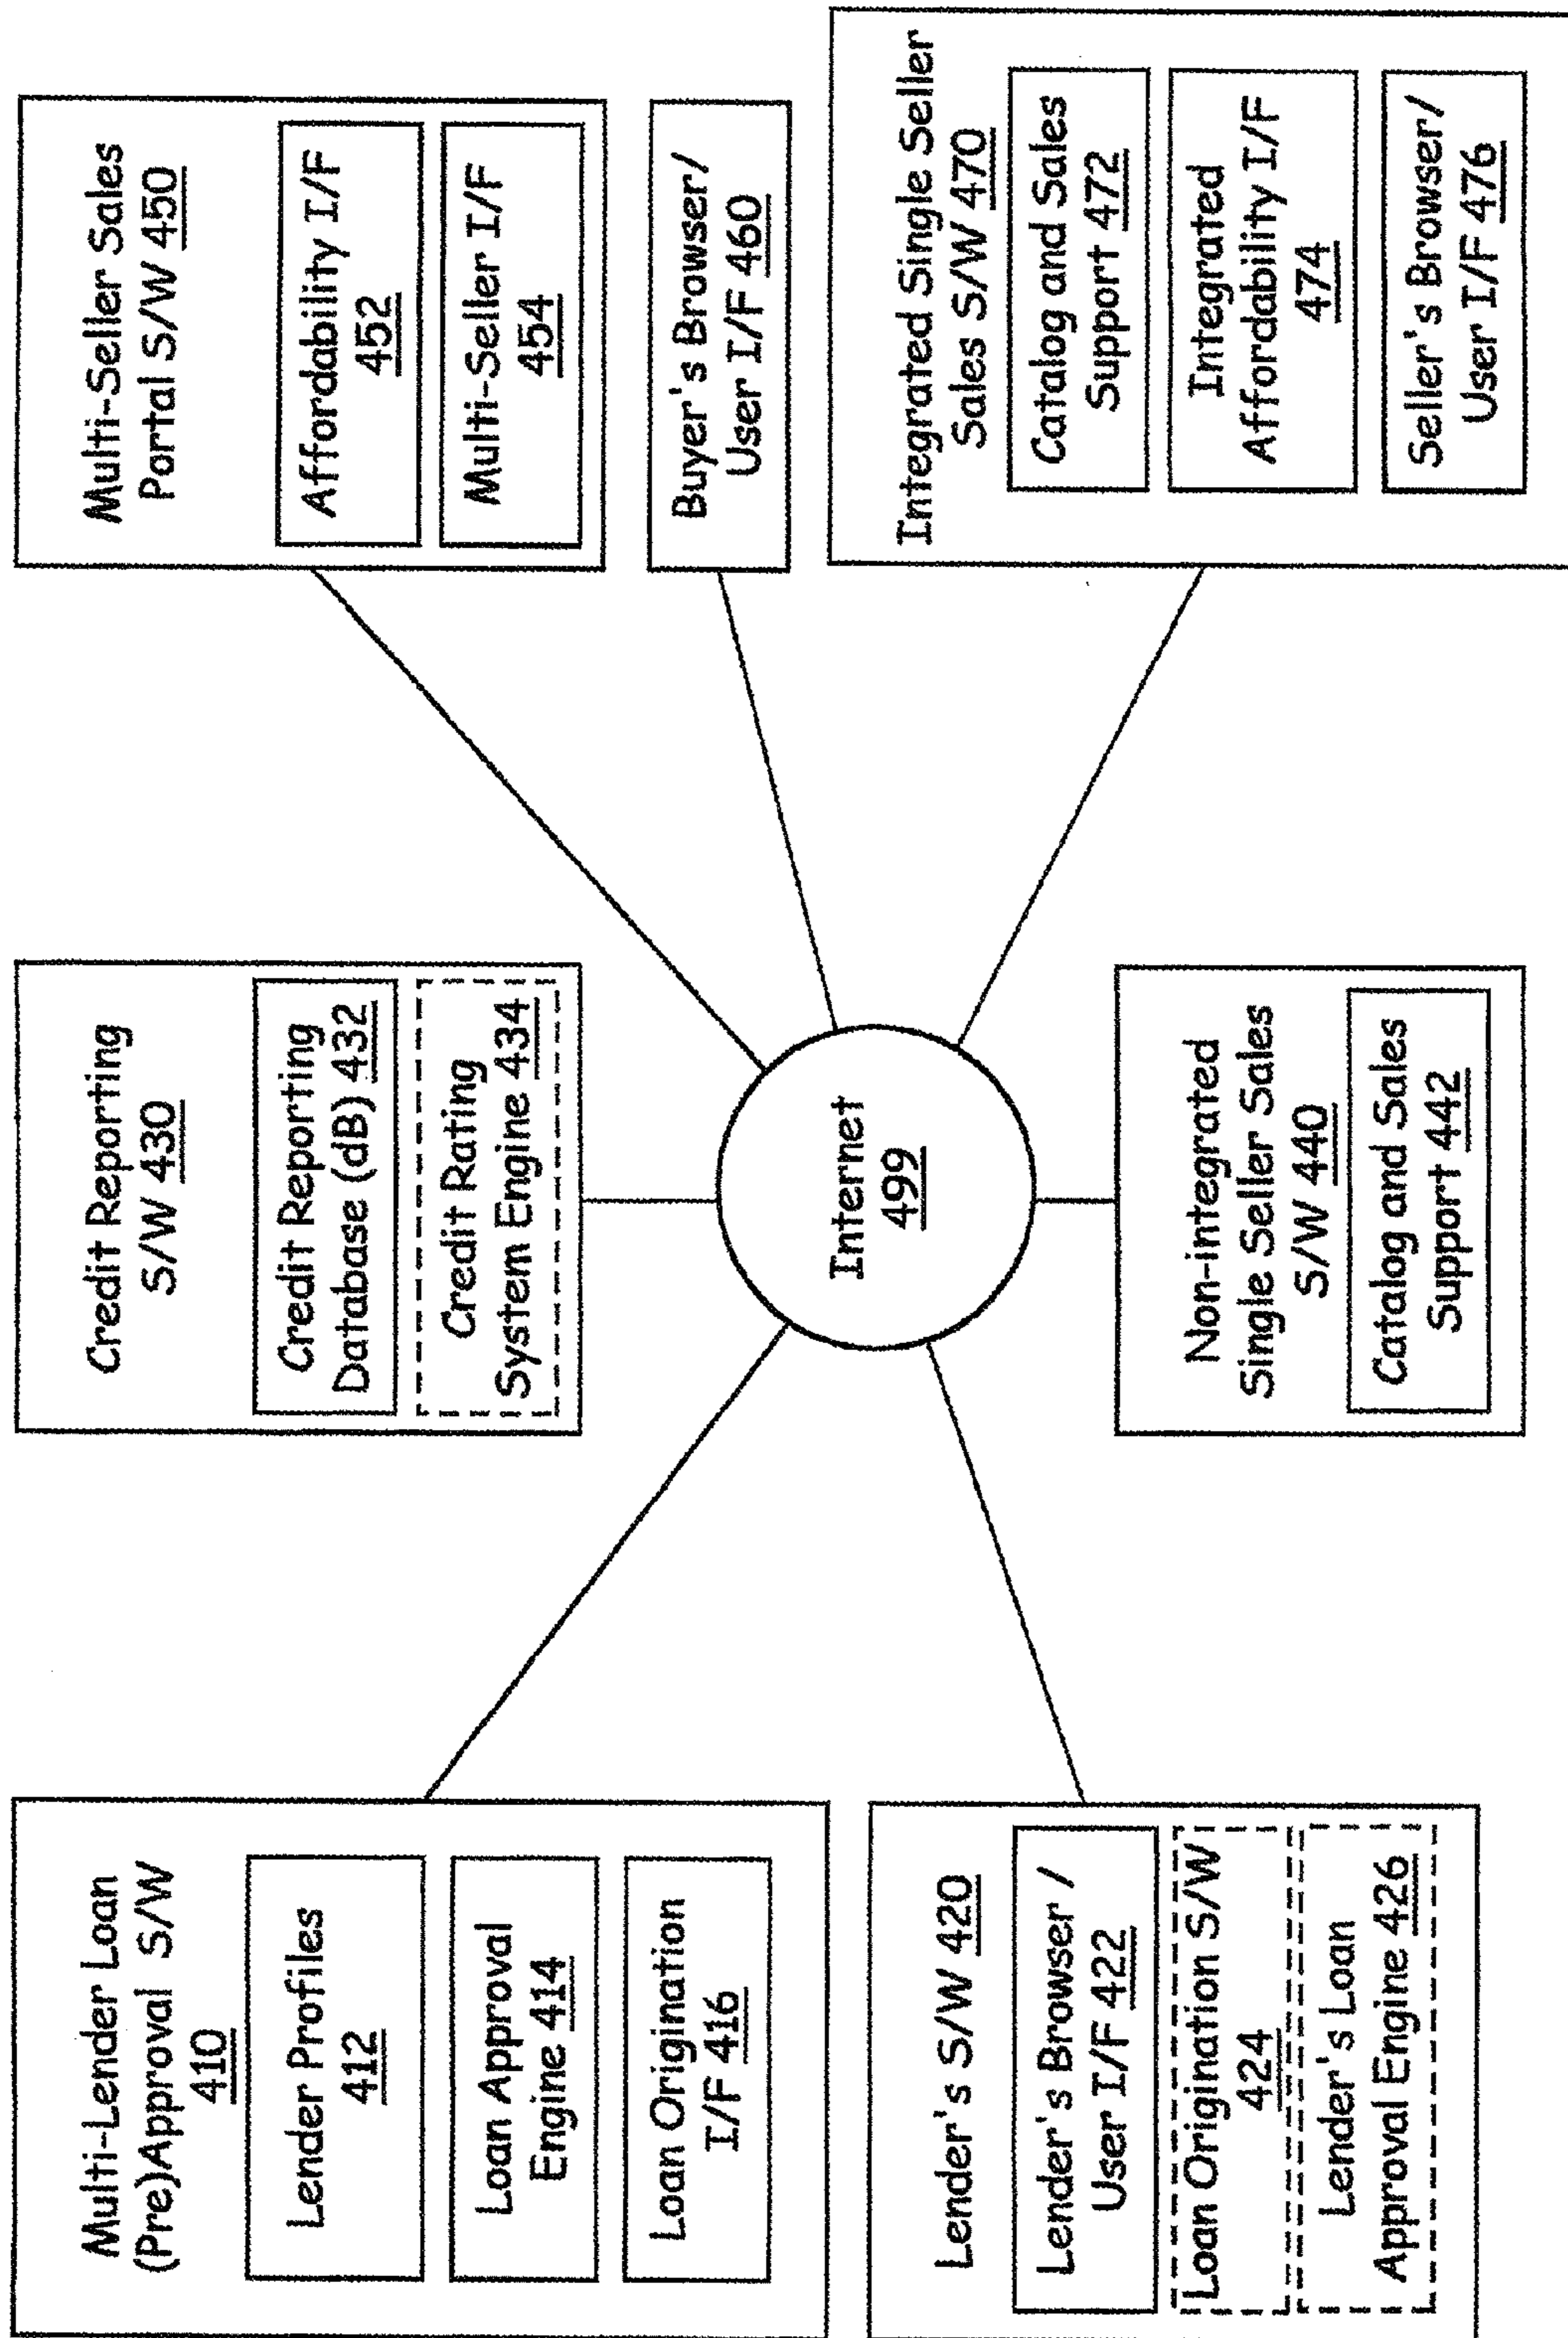 Multi-Lender Loan
(Pre)Approval S/W
410
Lender Profiles
412
Loan Approval
Engine 414
Loan Origination
I/F 416
Lender's S/W 420
Lender's Browser /
User I/F 422
Loan Origination S/W
424
Lender's Loan
Approval Engine 426
Credit Reporting
S/W 430
Credit Reporting
Database (dB) 432
Credit Rating
System Engine 434
Internet
499
Non-integrated
Single Seller Sales
S/W 440
Catalog and Sales
Support 442
Multi-Seller Sales
Portal S/W 450
Affordability I/F
452
Multi-Seller I/F
454
Buyer's Browser/
User I/F 460
Integrated Single Seller
Sales S/W 470
Catalog and Sales
Support 472
Integrated
Affordability I/F
474
Seller's Browser/
User I/F 476